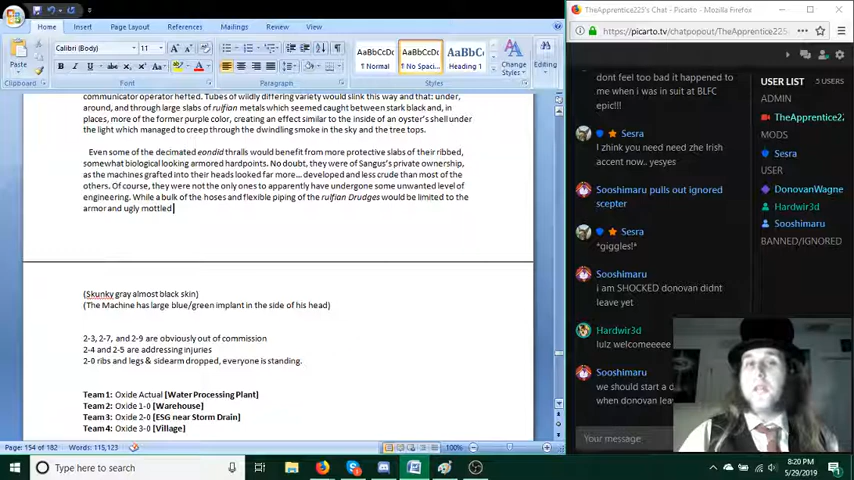 TheApprentice225's Chat - Picarto - Mozilla Firefox
https://picarto.tv/chatpopout/TheApprentice225
Home
Insert
Page Layout
References
Mailings
Review
View
Calibri (Body)
11
Paste
Clipboard
Font
Paragraph
AaBbCcDc
AaBbCcDc
AaBbCc
¶ Normal
¶ No Spaci...
Heading 1
Change
Styles
Editing
Styles
communicator operator hefted. Tubes of wildly differing variety would slink this way and that: under,
around, and through large slabs of rulfian metals which seemed caught between stark black and, in
places, more of the former purple color, creating an effect similar to the inside of an oyster's shell under
the light which managed to creep through the dwindling smoke in the sky and the tree tops.
Even some of the decimated eondid thralls would benefit from more protective slabs of their ribbed,
somewhat biological looking armored hardpoints. No doubt, they were of Sangus's private ownership,
as the machines grafted into their heads looked far more... developed and less crude than most of the
others. Of course, they were not the only ones to apparently have undergone some unwanted level of
engineering. While a bulk of the hoses and flexible piping of the rulfian Drudges would be limited to the
armor and ugly mottled
(Skunky gray almost black skin)
(The Machine has large blue/green implant in the side of his head)
2-3, 2-7, and 2-9 are obviously out of commission
2-4 and 2-5 are addressing injuries
2-0 ribs and legs & sidearm dropped, everyone is standing.
Team 1: Oxide Actual [Water Processing Plant]
Team 2: Oxide 1-0 [Warehouse]
Team 3: Oxide 2-0 [ESG near Storm Drain]
Team 4: Oxide 3-0 [Village]
Page: 154 of 182
Words: 115,123
100%
dont feel too bad it happened to
me when i was in suit at BLFC
epic!!!
Sesra
I zhink you need need zhe Irish
accent now. yesyes
Sooshimaru pulls out ignored
scepter
Sesra
*giggles!*
Sooshimaru
i am SHOCKED donovan didnt
leave yet
Hardwir3d
lulz welcomeeeee
Sooshimaru
we should start a d
when donovan lea
Your message
USER LIST
5 USERS
ADMIN
TheApprentice2
MODS
Sesra
USER
DonovanWagne
Hardwir3d
Sooshimaru
BANNED/IGNORED
Type here to search
8:20 PM
5/29/2019